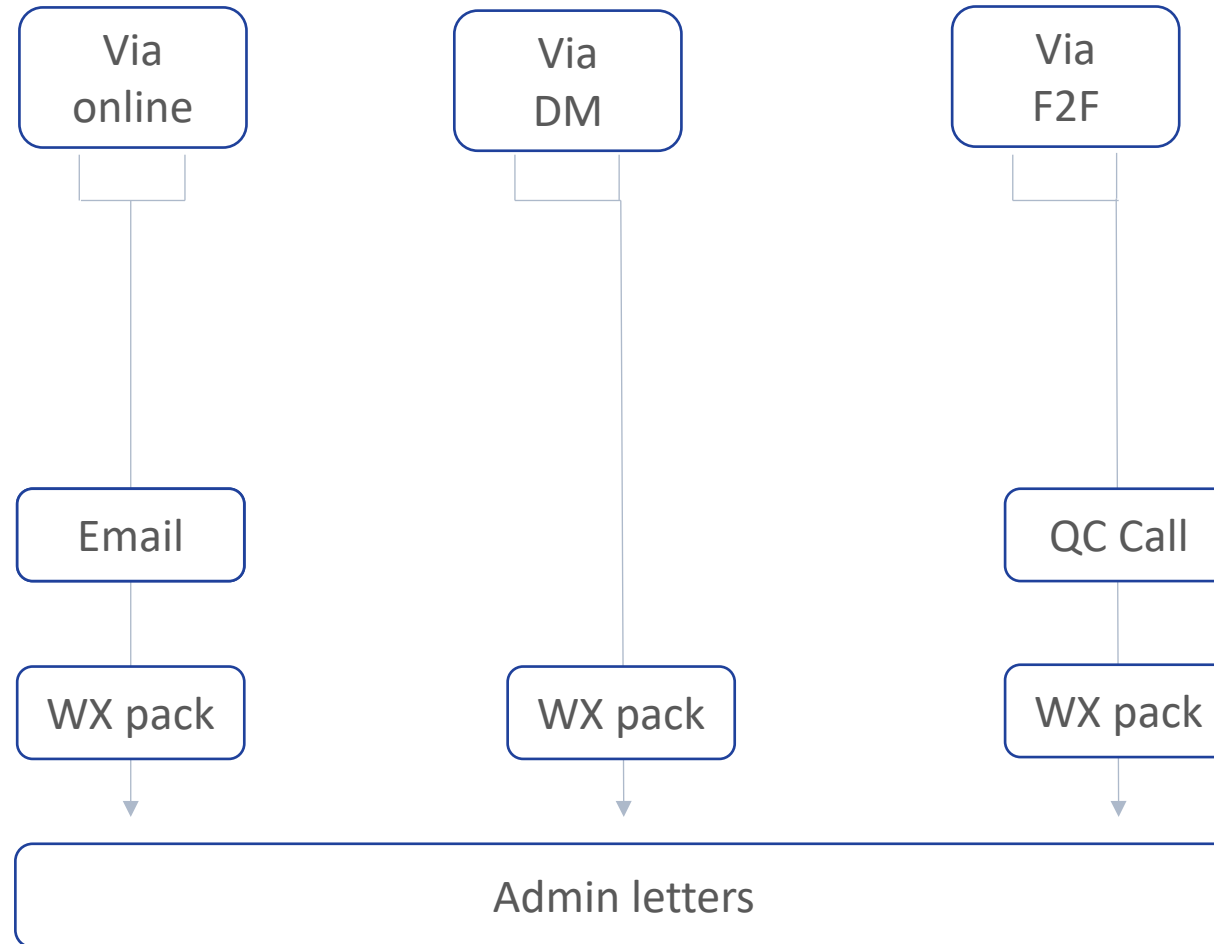 Via
online
Via
DM
Via
F2F
Email
QC Call
WX pack
WX pack
WX pack
Admin letters